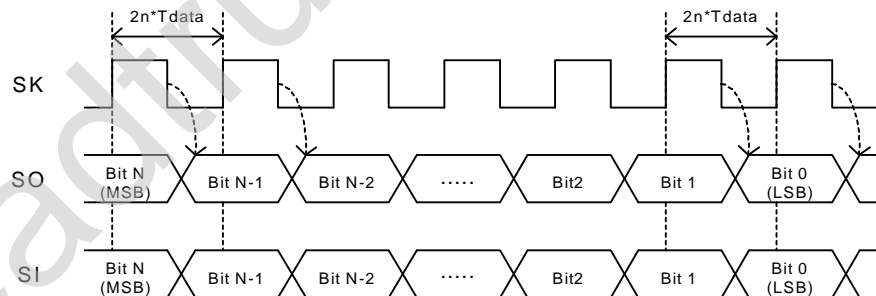 2n*Tdata 2n*Tdata
SK
SO Bit N (MSB) Bit N-1 Bit N-2 ..... Bit2 Bit 1 Bit 0 (LSB)
SI Bit N (MSB) Bit N-1 Bit N-2 ..... Bit2 Bit 1 Bit 0 (LSB)